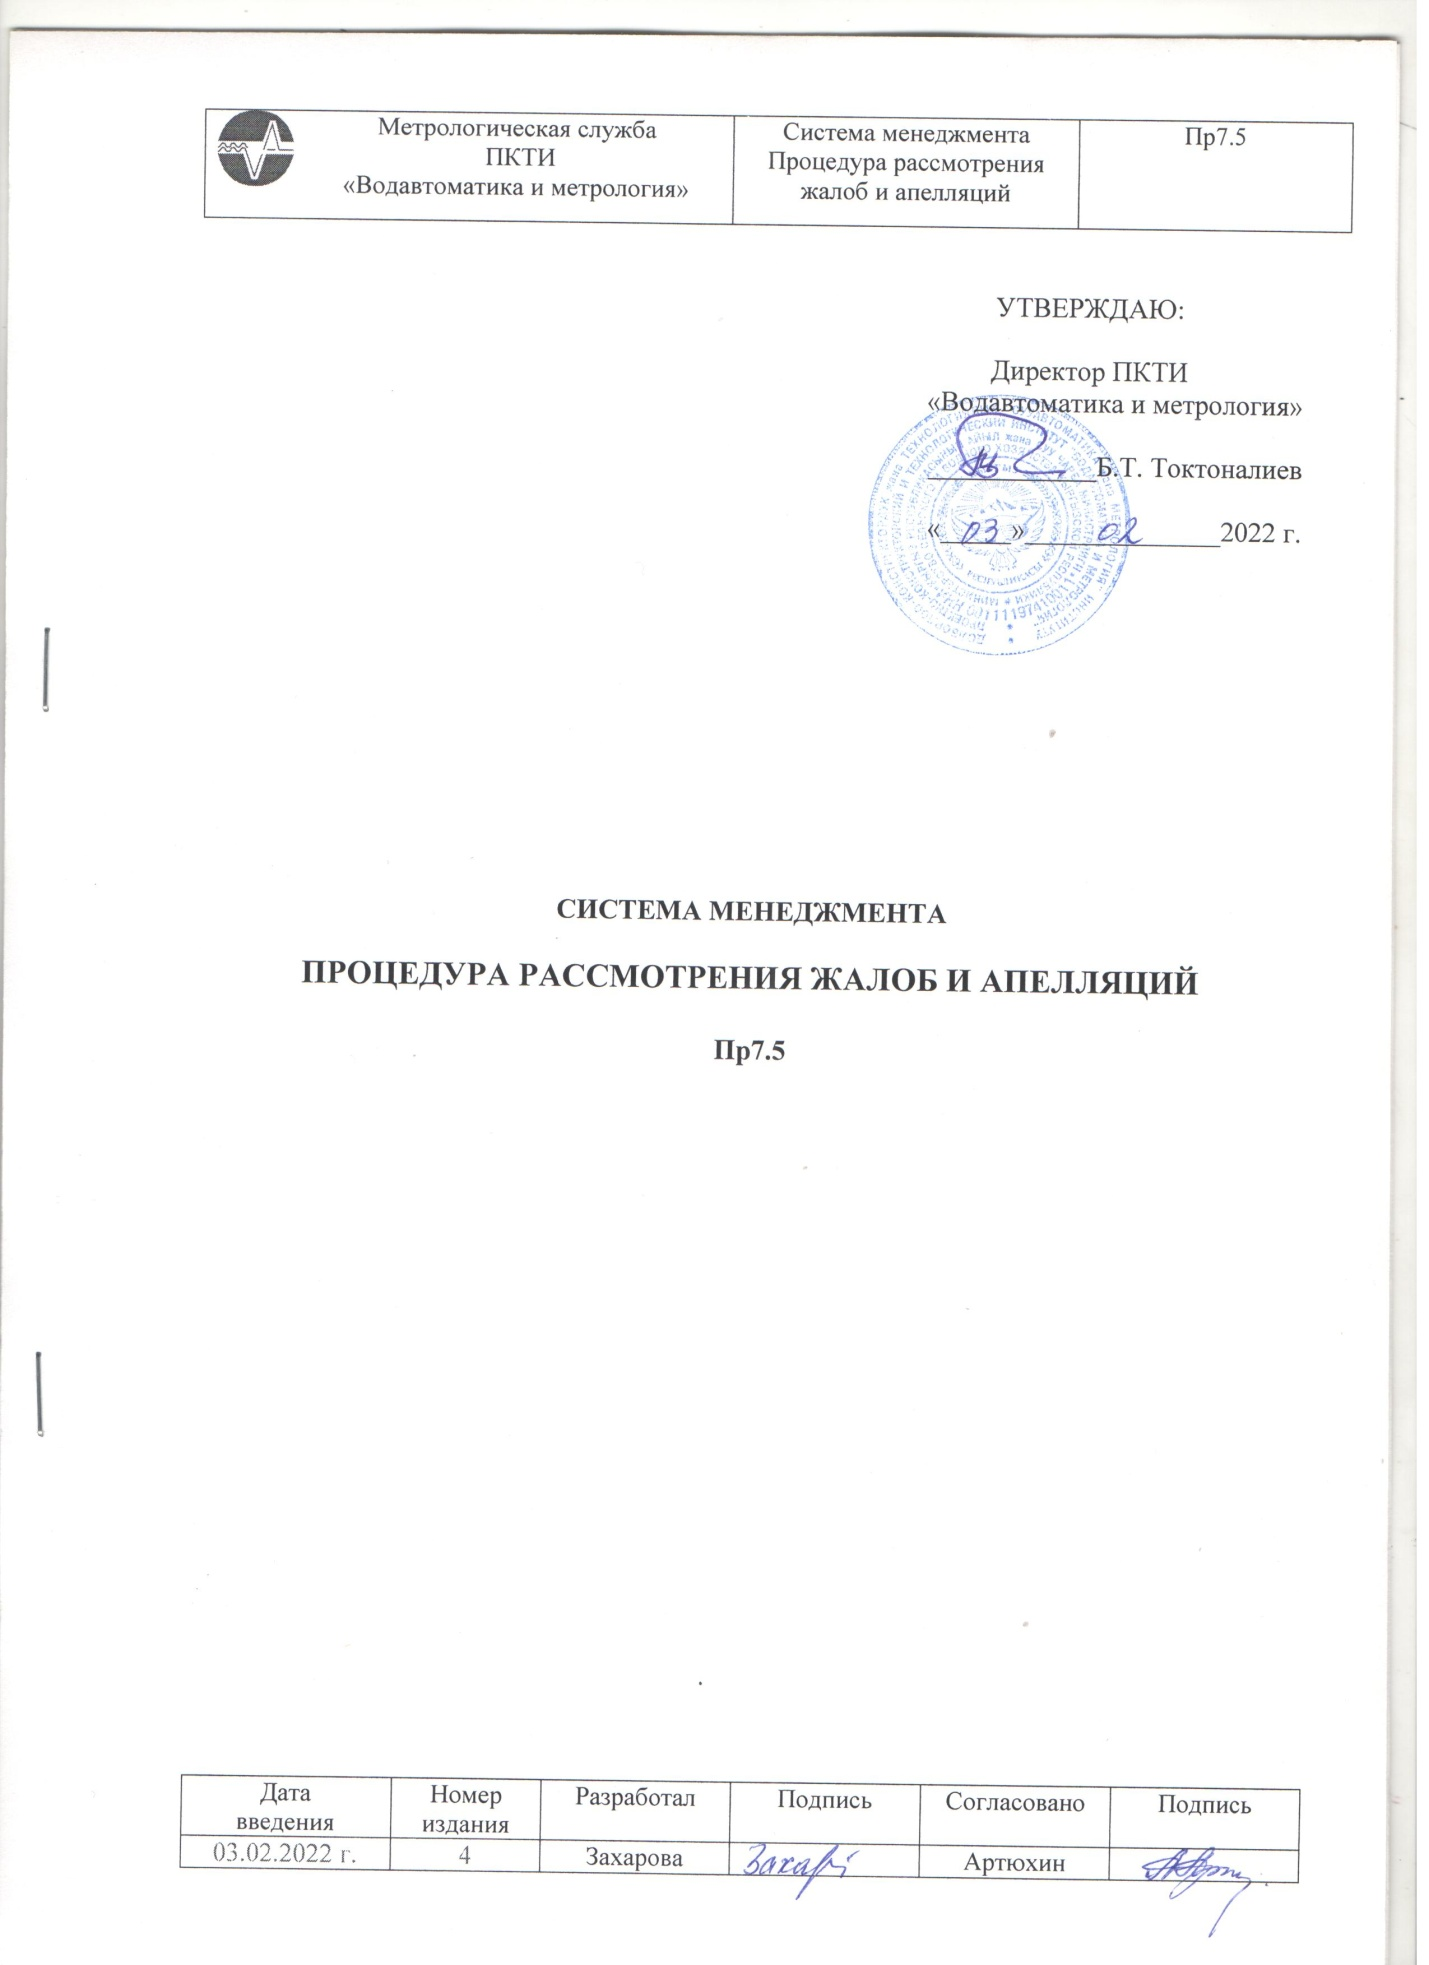 Метрологическая служба
ПКТИ
«Водавтоматика и метрология»
Система менеджмента
Процедура рассмотрения
жалоб и апелляций
Пр7.5
УТВЕРЖДАЮ:
Директор ПКТИ
«Водавтоматика и метрология»
Б.Т. Токтоналиев
«03» 02 2022 г.
СИСТЕМА МЕНЕДЖМЕНТА
ПРОЦЕДУРА РАССМОТРЕНИЯ ЖАЛОБ И АПЕЛЛЯЦИЙ
Пр7.5
Дата
введения
Номер
издания
Разработал
Подпись
Согласовано
Подпись
03.02.2022 г.
4
Захарова
Артюхин